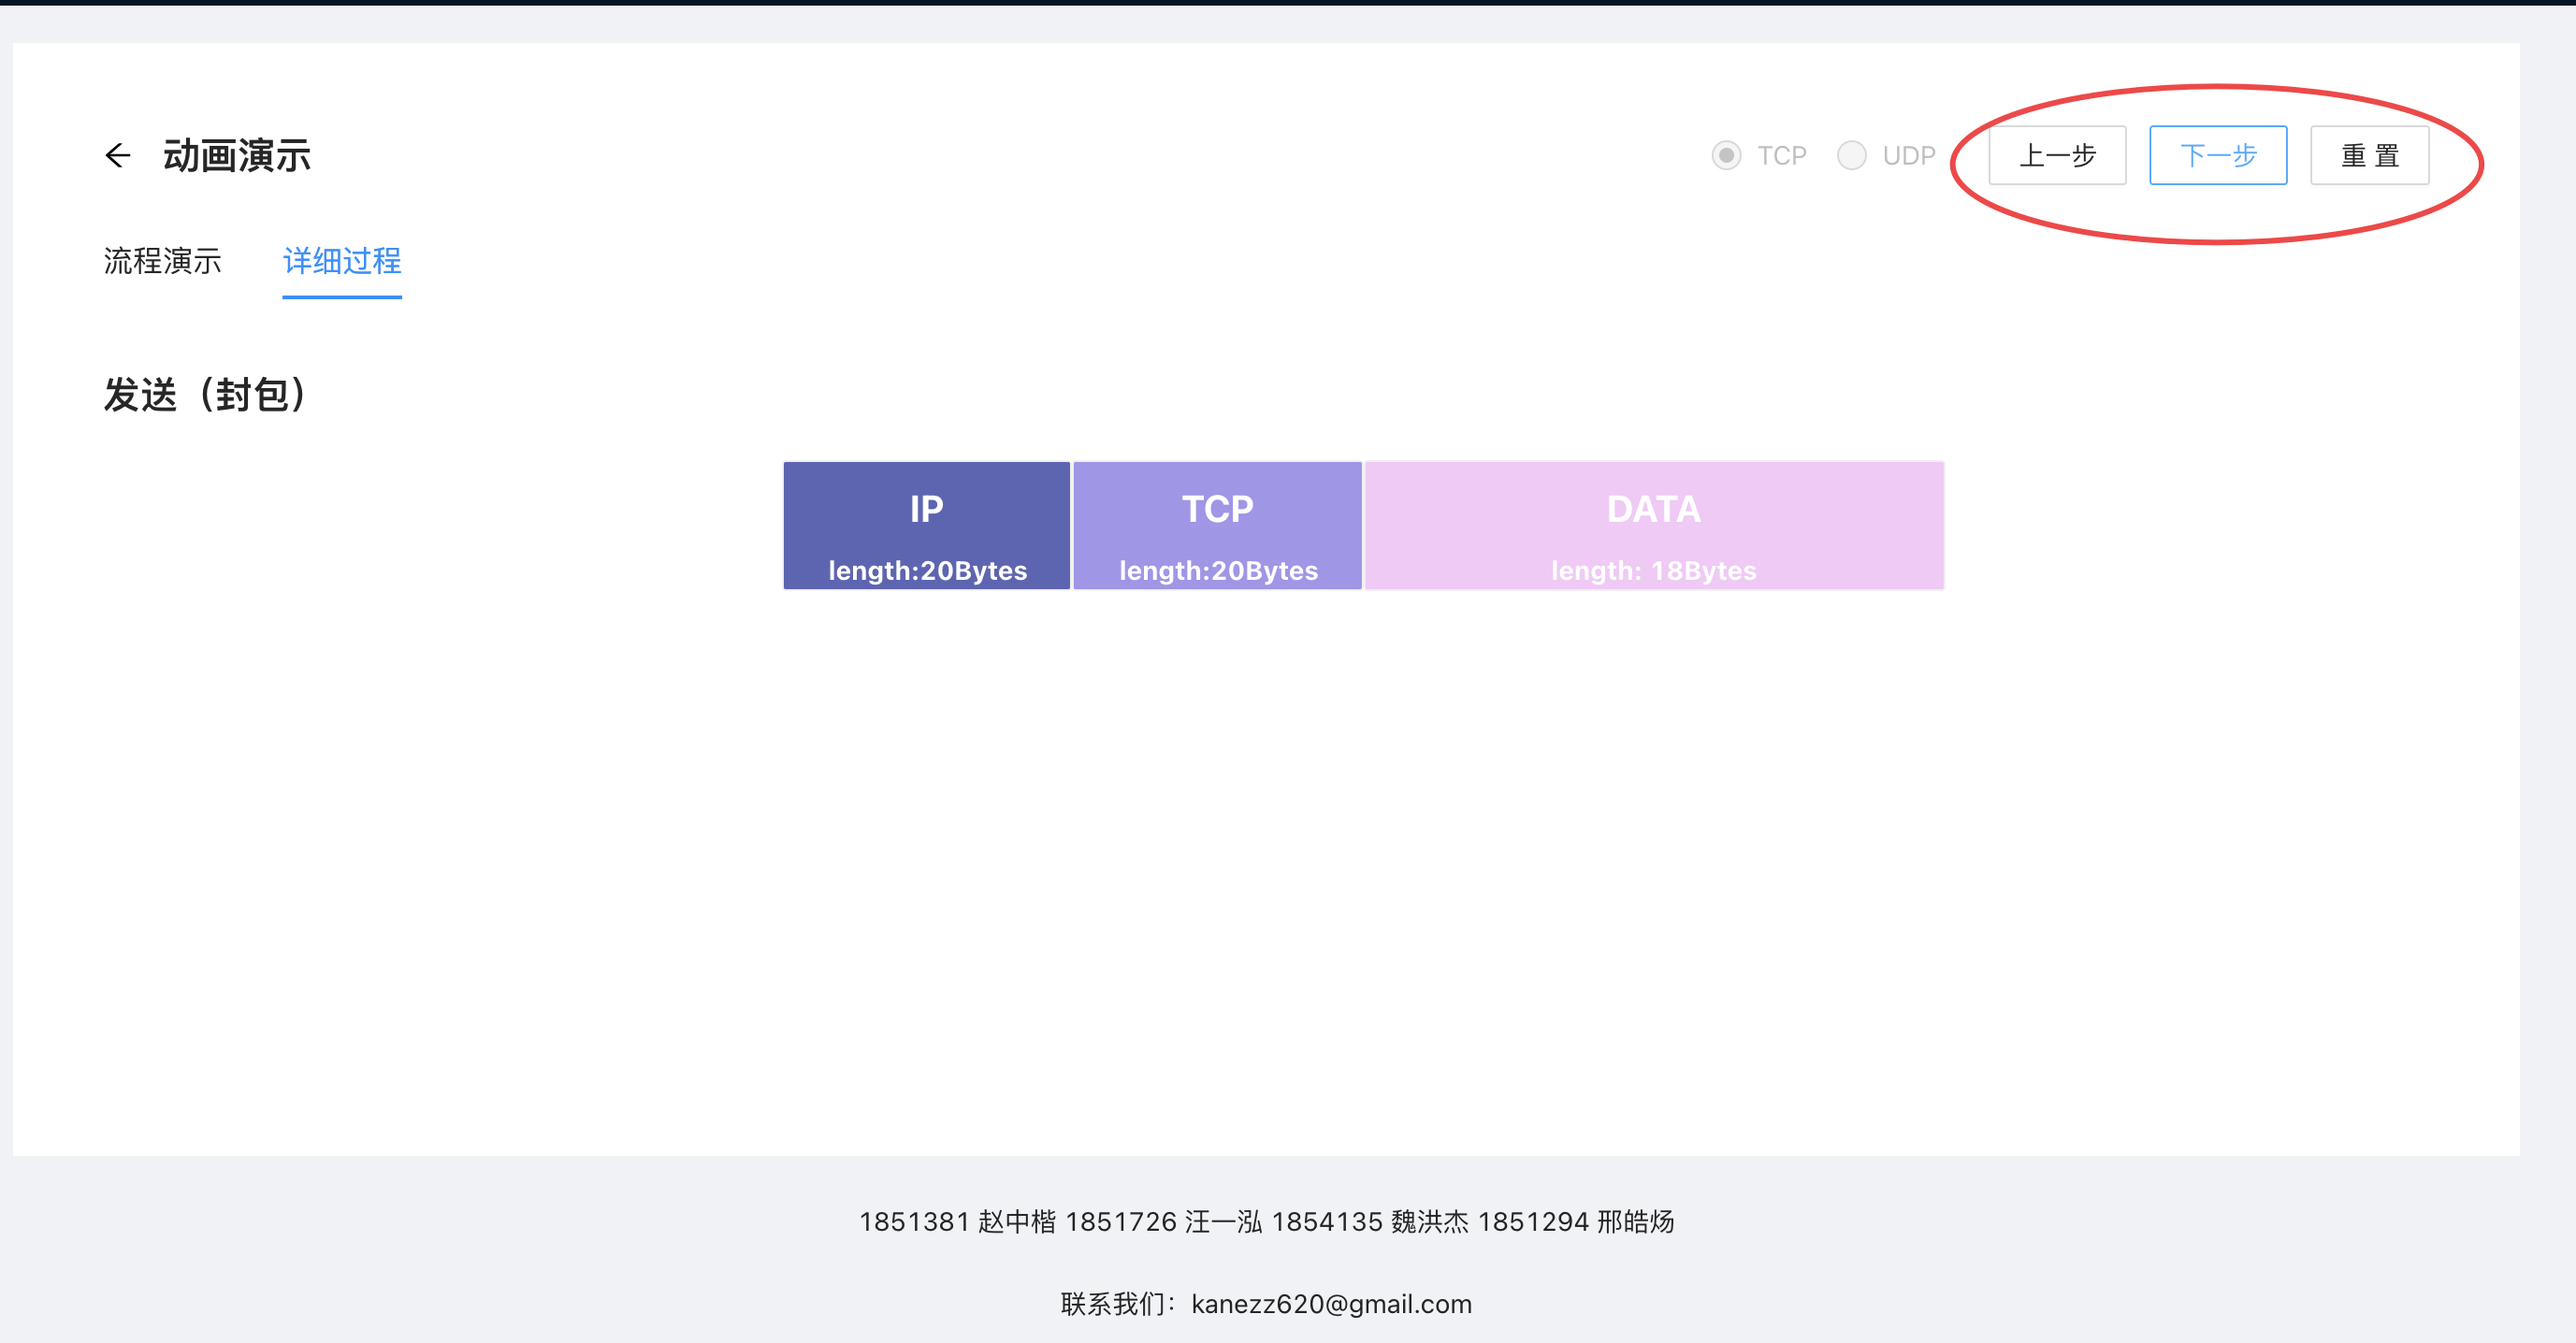 动画演示
TCP UDP 上一步 下一步 重 置
流程演示 详细过程
发送（封包）
IP TCP DATA
length:20Bytes length:20Bytes length: 18Bytes
1851381 赵中楷 1851726 汪一泓 1854135 魏洪杰 1851294 邢皓炀
联系我们：kanezz620@gmail.com